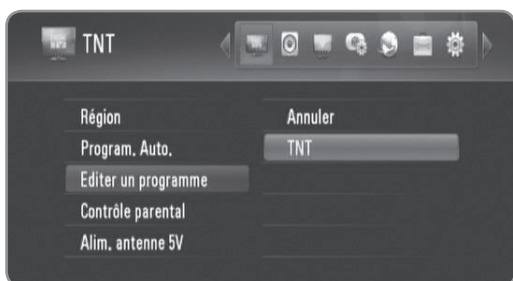 TNT
Région
Annuler
Program. Auto.
TNT
Editer un programme
Contrôle parental
Alim. antenne 5V